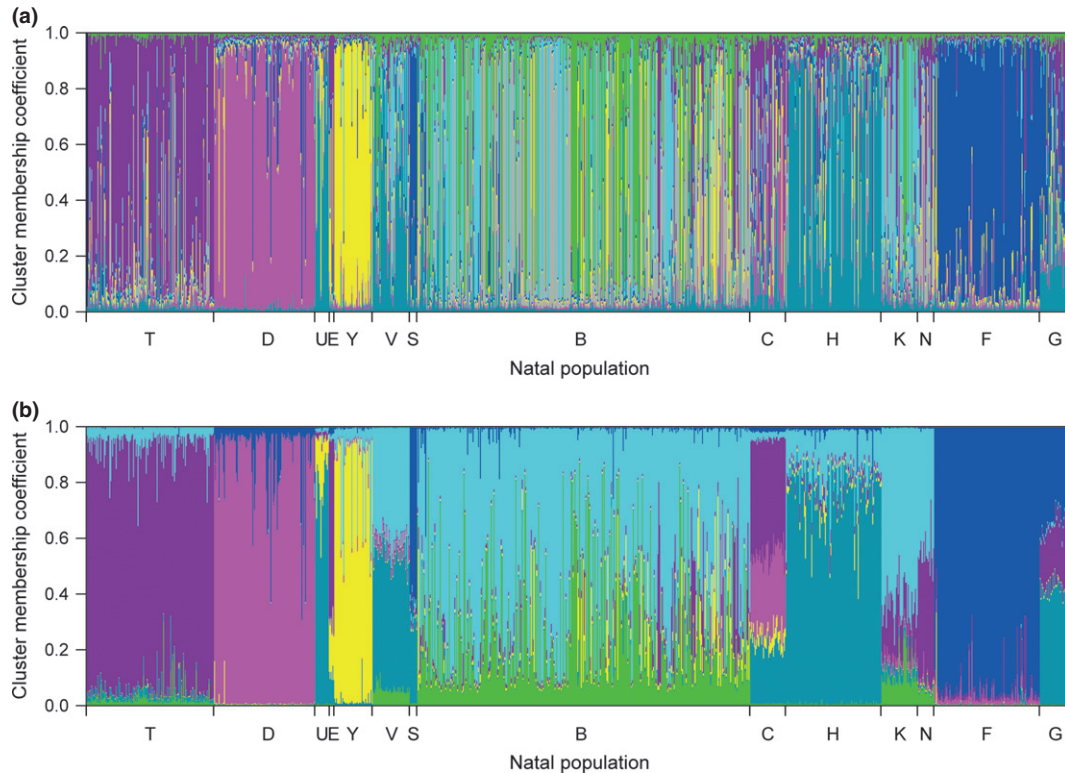 (a)
Cluster membership coefficient
1.0
0.8
0.6
0.4
0.2
0.0
T D U E Y V S B C H K N F G
Natal population
(b)
Cluster membership coefficient
1.0
0.8
0.6
0.4
0.2
0.0
T D U E Y V S B C H K N F G
Natal population